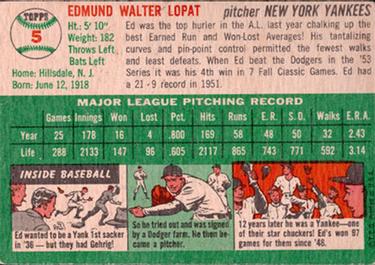 TOPPS
5
EDMUND WALTER LOPAT pitcher NEW YORK YANKEES
Height: 5' 10"
Weight: 182
Throws Left
Bats Left
Home: Hillsdale, N. J.
Born: June 12, 1918
Ed was the top hurler in the A.L. last year chalking up the
best Earned Run and Won-Lost Averages! His tantalizing
curves and pin-point control permitted the fewest walks
and least defeats. When Ed beat the Dodgers in the '53
Series it was his 4th win in 7 Fall Classic Games. Ed had
a 21-9 record in 1951.
MAJOR LEAGUE PITCHING RECORD
Games Innings Won Lost Pct. Hits Runs E.R. S.O. Walks E.R.A.
Year 25 178 16 4 .800 169 58 48 50 32 2.43
Life 288 2133 147 96 .605 2117 865 743 777 592 3.14
INSIDE BASEBALL
Ed wanted to be a Yank 1st sacker
in '36 - but they had Gehrig!
So he tried out and was signed
by a Dodger farm. He then be-
came a pitcher.
12 years later he was a Yankee-
one of their star chuckers! Ed's won 97
games for them since '48.